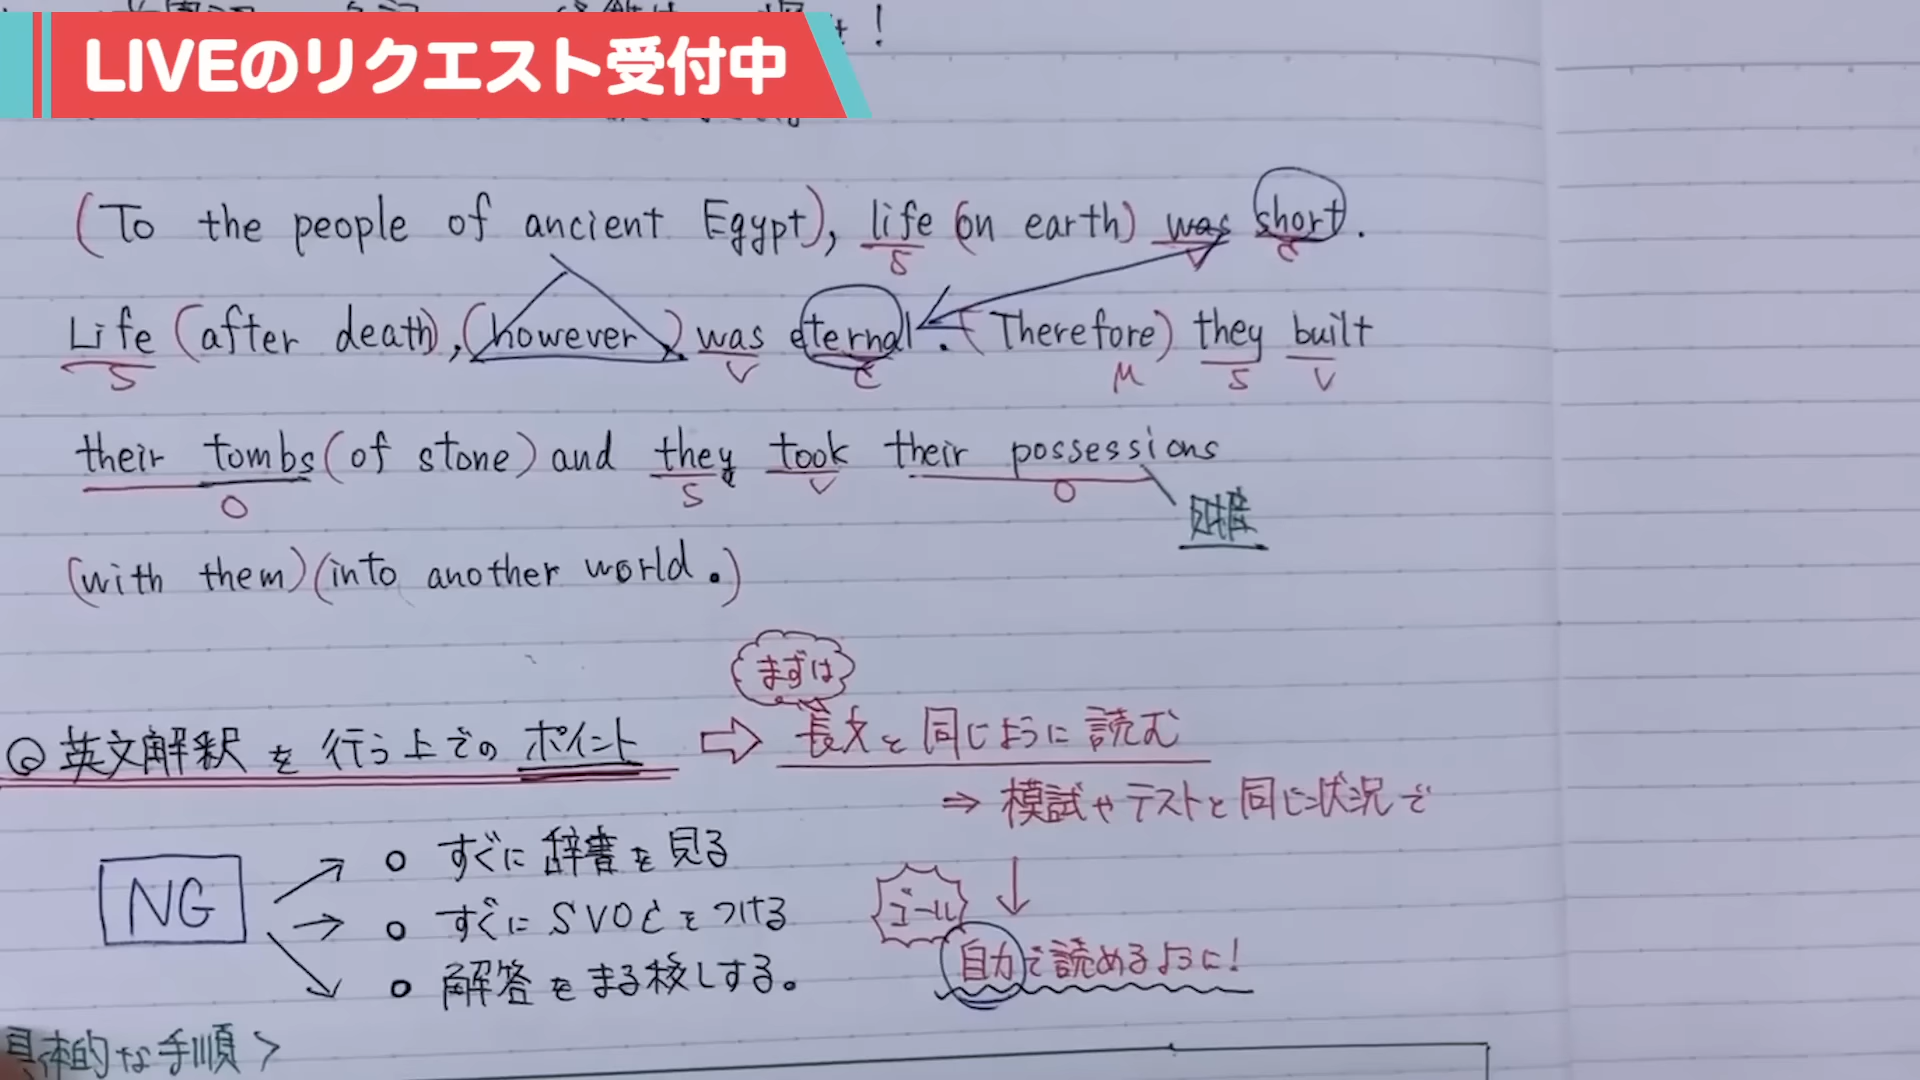 LIVEのリクエスト受付中
!
(To the people of ancient Egypt), life (on earth) was short.
S V C
Life (after death), (however) was eternal. (Therefore) they built
S V C M S V
their tombs (of stone) and they took their possessions
O S V O
(with them) (into another world.)
まずは
◎英文解釈を行う上でのポイント ⇨ 長文と同じように読む
⇒ 模試やテストと同じ状況で
NG
→ ○ すぐに辞書を見る
→ ○ すぐにSVOCをつける
→ ○ 解答をまる移しする。
ゴール
↓
自力で読めるように!
具体的な手順>